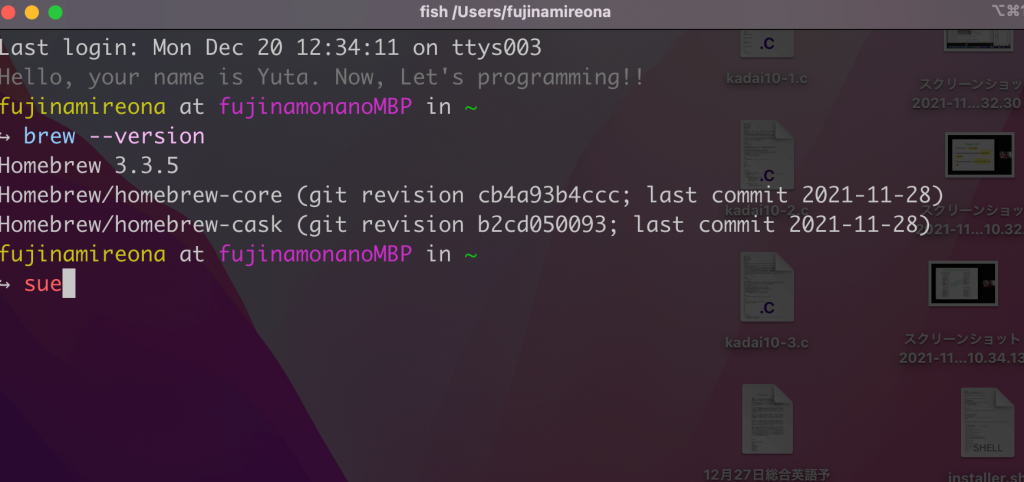 fish /Users/fujinamireona
⌥⌘1
Last login: Mon Dec 20 12:34:11 on ttys003
Hello, your name is Yuta. Now, Let's programming!!
fujinamireona at fujinamonanoMBP in ~
↪ brew --version
Homebrew 3.3.5
Homebrew/homebrew-core (git revision cb4a93b4ccc; last commit 2021-11-28)
Homebrew/homebrew-cask (git revision b2cd050093; last commit 2021-11-28)
fujinamireona at fujinamonanoMBP in ~
↪ sue
.C
kadai10-1.c
スクリーンショット
2021-11...32.30
kadai10-2.c
スクリーンショット
2021-11...10.32
.C
kadai10-3.c
スクリーンショット
2021-11...10.34.13
SHELL
12月27日総合英語予
installer.sh